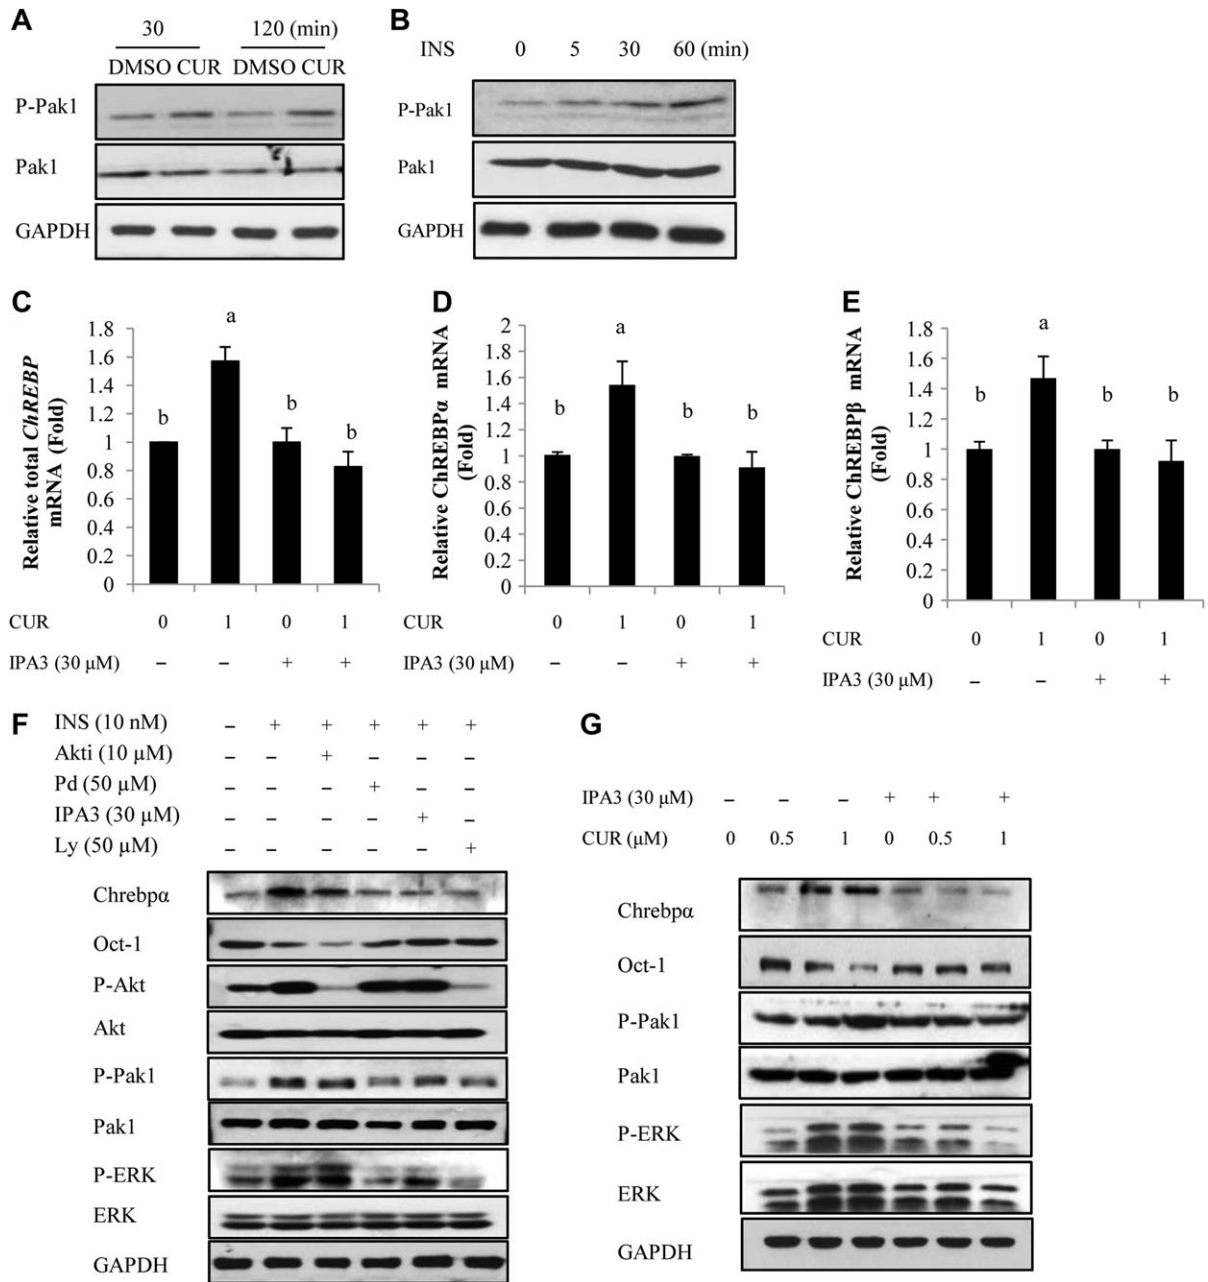 A
30 120 (min)
DMSO CUR DMSO CUR
P-Pak1
Pak1
GAPDH
B
INS 0 5 30 60 (min)
P-Pak1
Pak1
GAPDH
C
Relative total ChREBP
mRNA (Fold)
1.8
1.6
1.4
1.2
1
0.8
0.6
0.4
0.2
0
b a b b
CUR 0 1 0 1
IPA3 (30 µM) – – + +
D
Relative ChREBPα mRNA
(Fold)
2
1.8
1.6
1.4
1.2
1
0.8
0.6
0.4
0.2
0
b a b b
CUR 0 1 0 1
IPA3 (30 µM) – – + +
E
Relative ChREBPβ mRNA
(Fold)
1.8
1.6
1.4
1.2
1
0.8
0.6
0.4
0.2
0
b a b b
CUR 0 1 0 1
IPA3 (30 µM) – – + +
F
INS (10 nM) – + + + + +
Akti (10 µM) – – + – – –
Pd (50 µM) – – – + – –
IPA3 (30 µM) – – – – + –
Ly (50 µM) – – – – – +
Chrebpα
Oct-1
P-Akt
Akt
P-Pak1
Pak1
P-ERK
ERK
GAPDH
G
IPA3 (30 µM) – – – + + +
CUR (µM) 0 0.5 1 0 0.5 1
Chrebpα
Oct-1
P-Pak1
Pak1
P-ERK
ERK
GAPDH